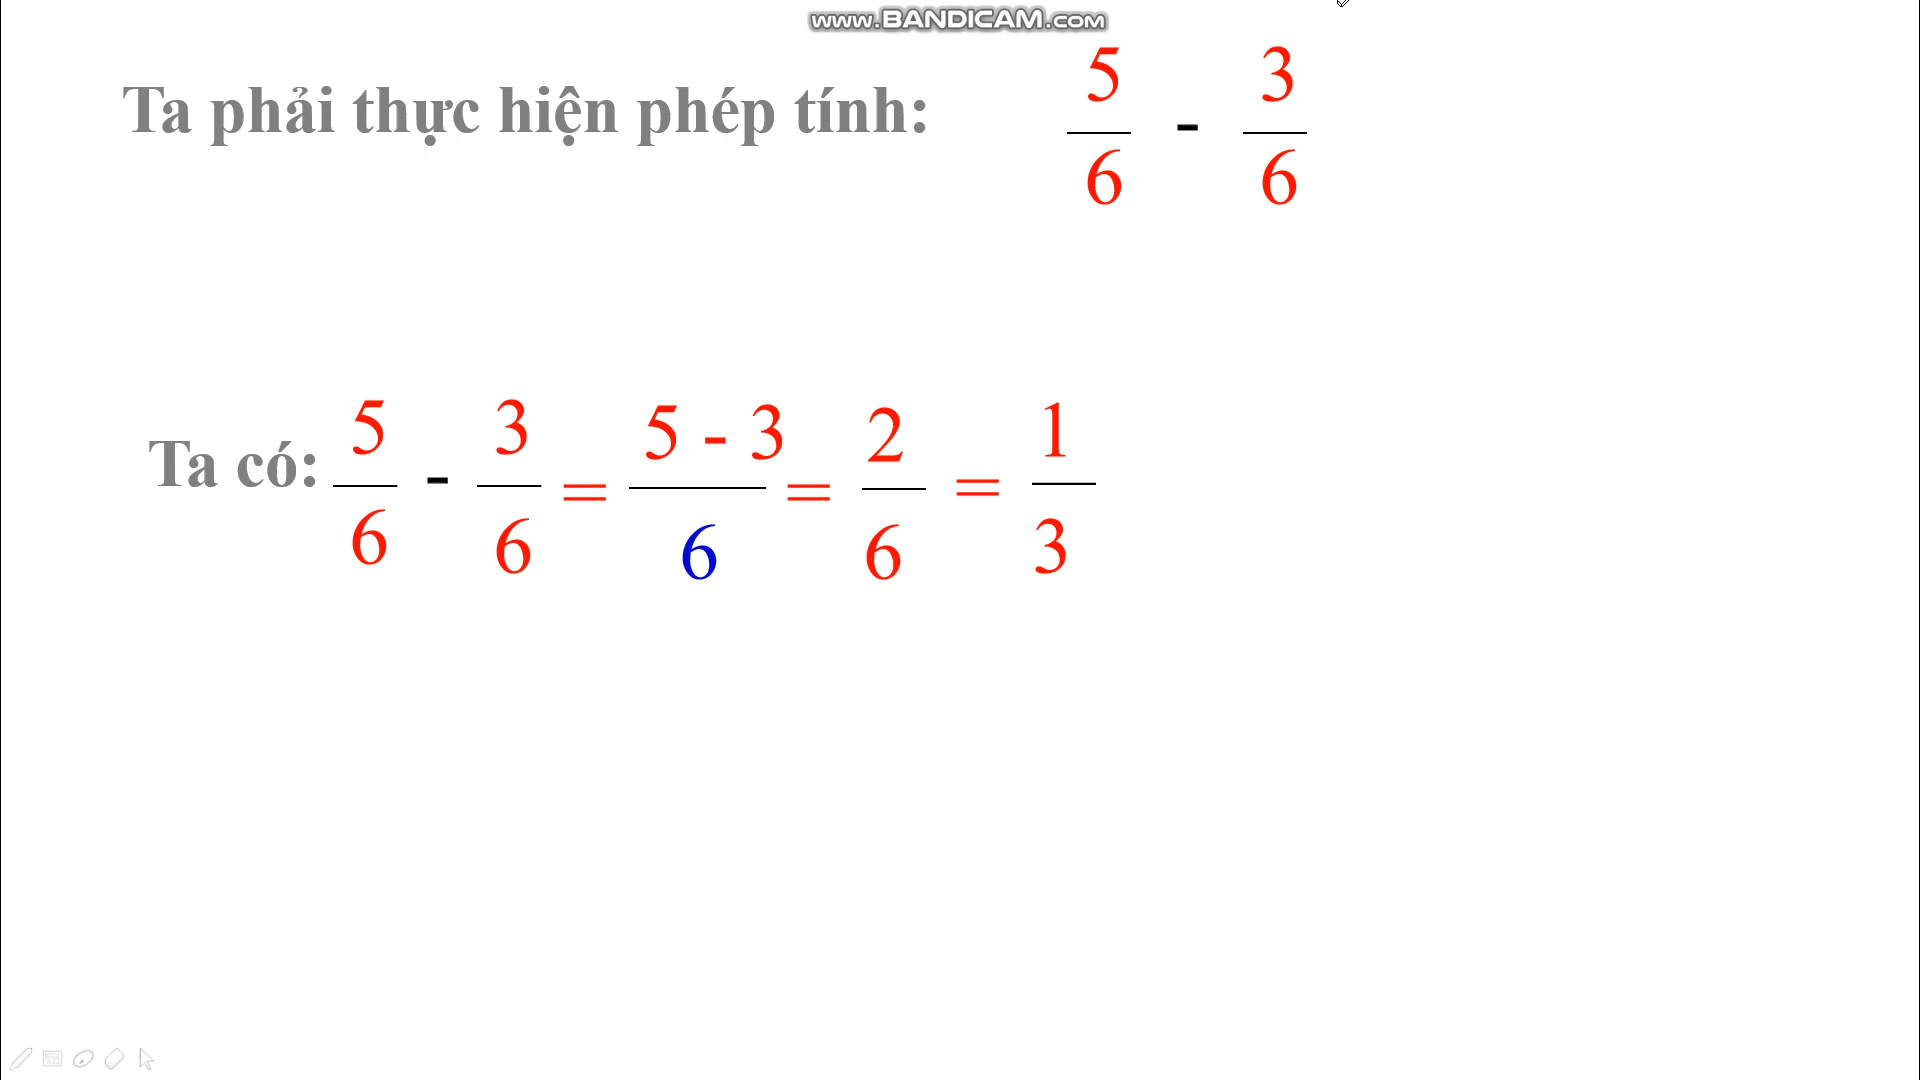 www.BANDICAM.com
Ta phải thực hiện phép tính: 5/6 - 3/6
Ta có: 5/6 - 3/6 = 5 - 3/6 = 2/6 = 1/3